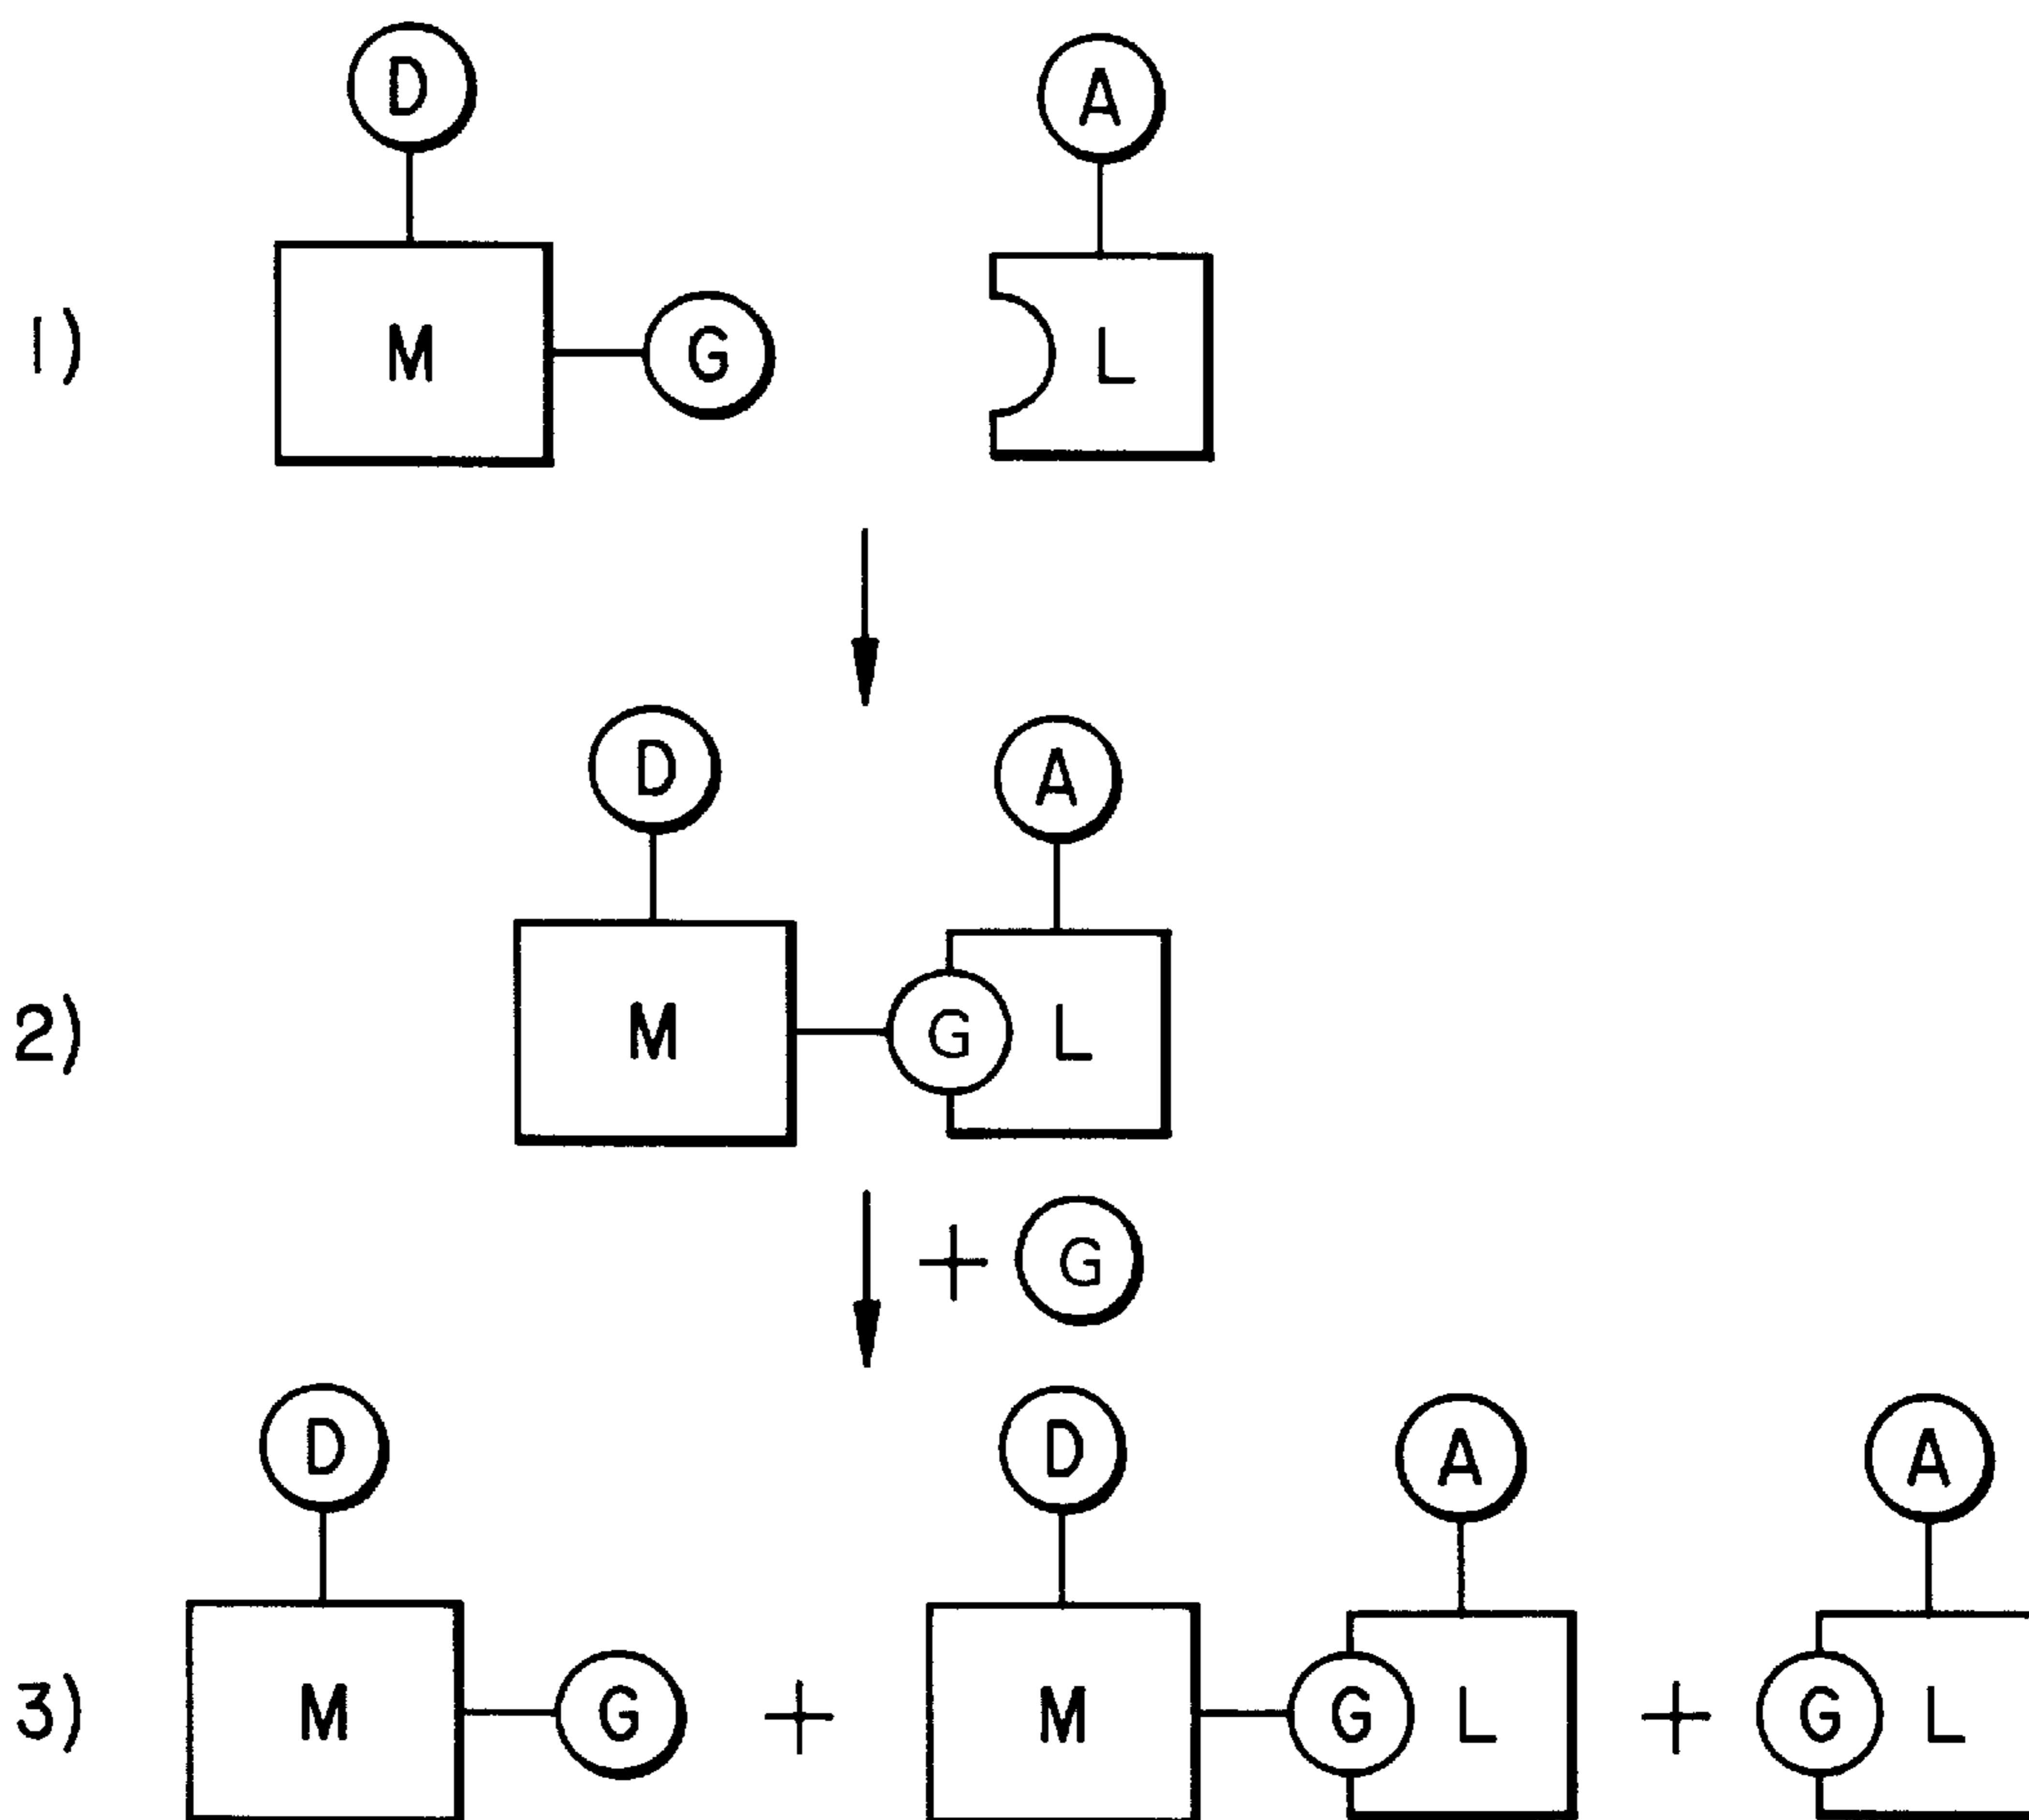 D A
1) M G L
D A
2) M G L
+ G
D D A A
3) M G + M G L + G L